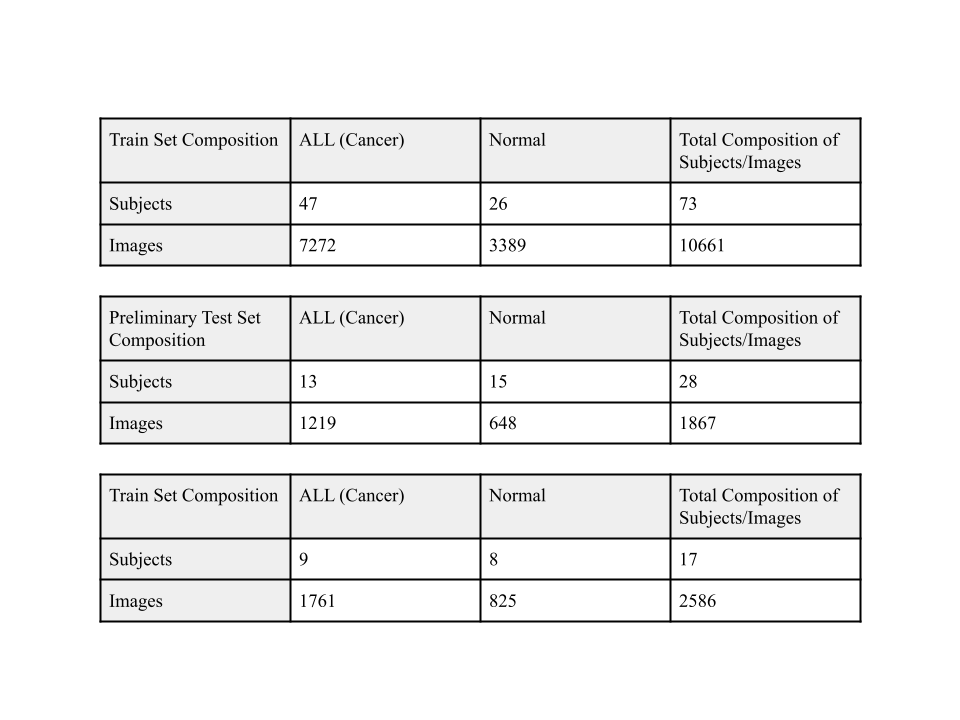 Train Set Composition ALL (Cancer) Normal Total Composition of
Subjects/Images
Subjects 47 26 73
Images 7272 3389 10661
Preliminary Test Set ALL (Cancer) Normal Total Composition of
Composition Subjects/Images
Subjects 13 15 28
Images 1219 648 1867
Train Set Composition ALL (Cancer) Normal Total Composition of
Subjects/Images
Subjects 9 8 17
Images 1761 825 2586